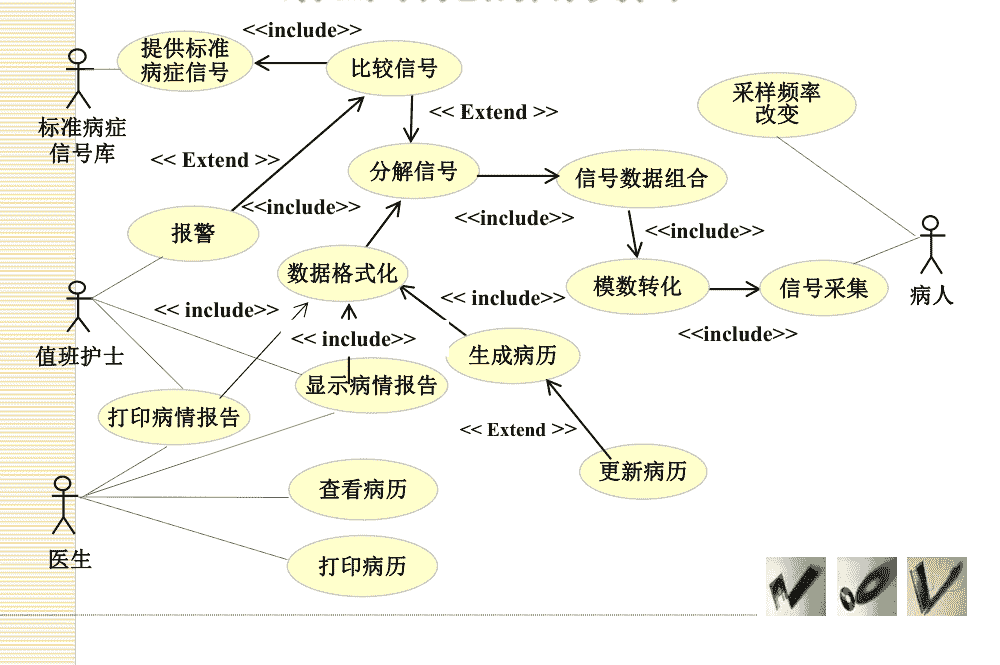 <<include>>
提供标准
病症信号
比较信号
采样频率
改变
<< Extend >>
标准病症
信号库
<< Extend >>
分解信号
信号数据组合
<<include>>
<<include>>
<<include>>
报警
数据格式化
模数转化
信号采集
病人
<< include>>
<< include>>
<<include>>
<< include>>
值班护士
生成病历
显示病情报告
打印病情报告
<< Extend >>
更新病历
查看病历
医生
打印病历